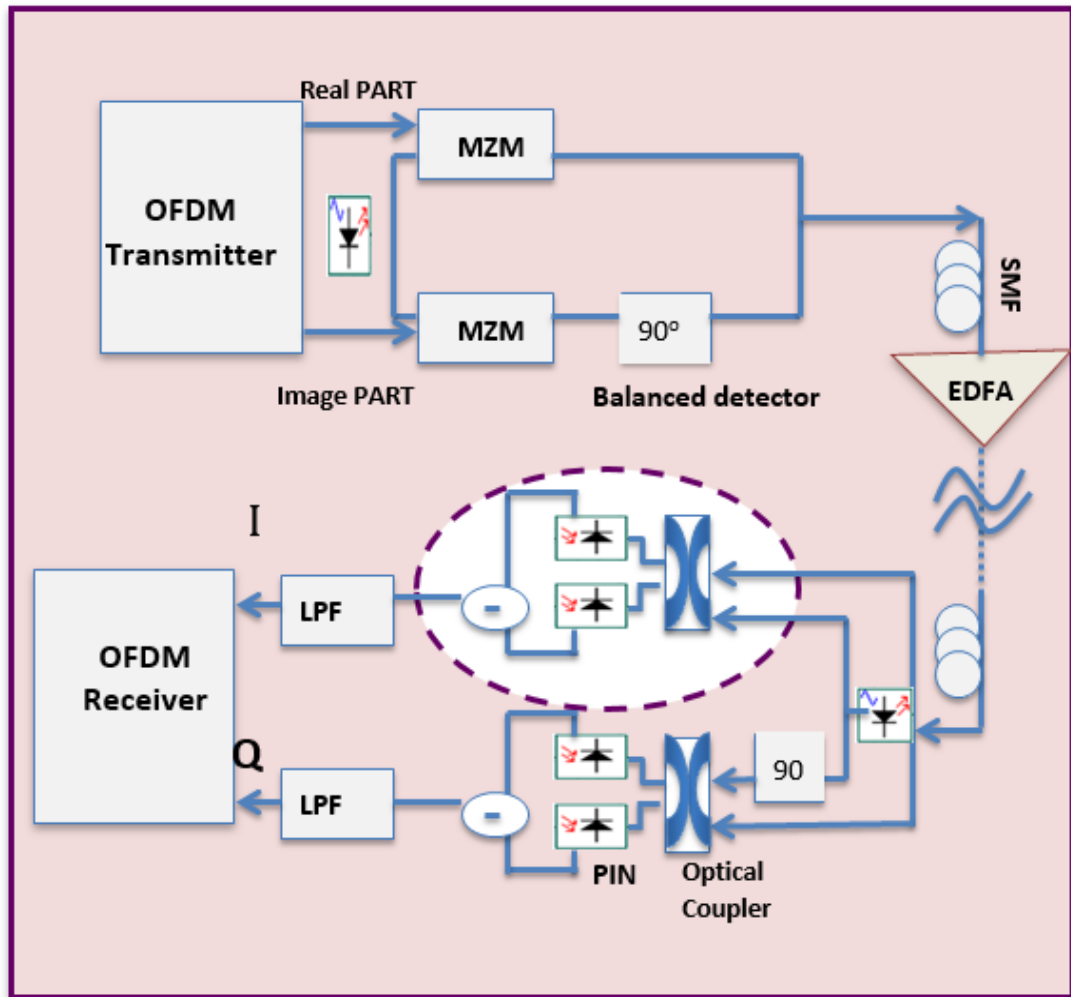 Real PART
MZM
OFDM
Transmitter
MZM
90º
SMF
Image PART
Balanced detector
EDFA
I
LPF
-
OFDM
Receiver
Q
90
LPF
-
PIN
Optical
Coupler